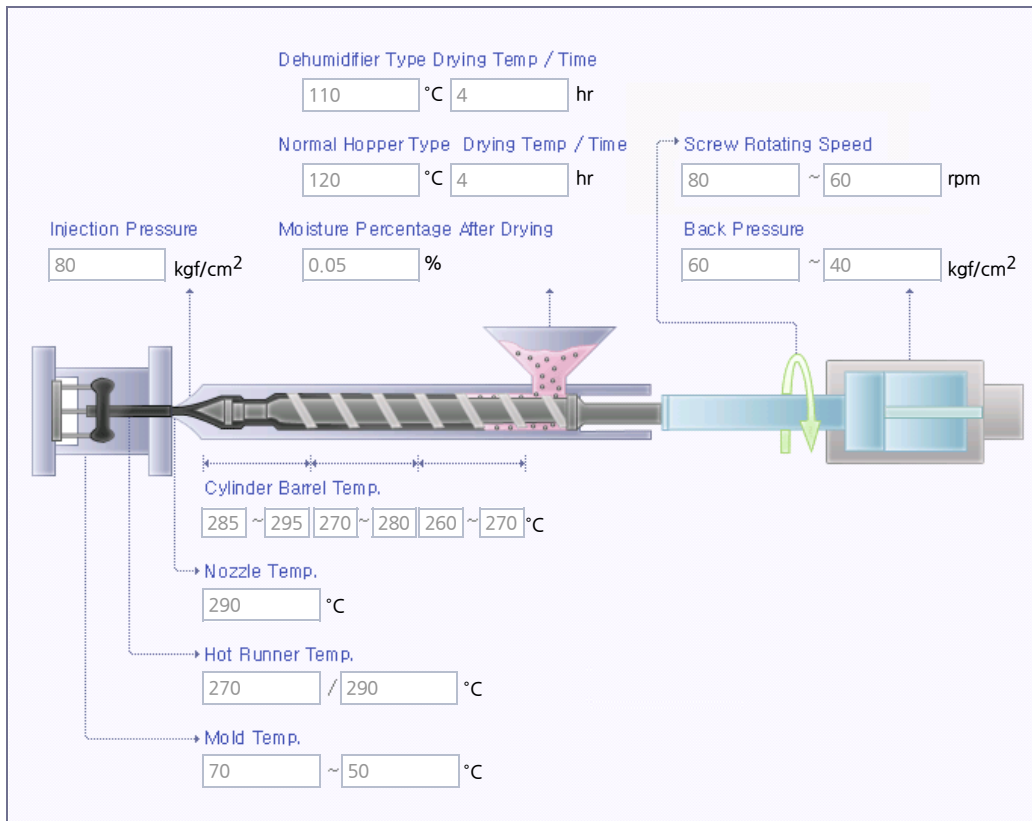 Dehumidifier Type Drying Temp / Time
110 °C 4 hr
Normal Hopper Type Drying Temp / Time
120 °C 4 hr
Screw Rotating Speed
80 ~ 60 rpm
Injection Pressure
80 kgf/cm2
Moisture Percentage After Drying
0.05 %
Back Pressure
60 ~ 40 kgf/cm2
Cylinder Barrel Temp.
285 ~ 295 270 ~ 280 260 ~ 270 °C
Nozzle Temp.
290 °C
Hot Runner Temp.
270 / 290 °C
Mold Temp.
70 ~ 50 °C